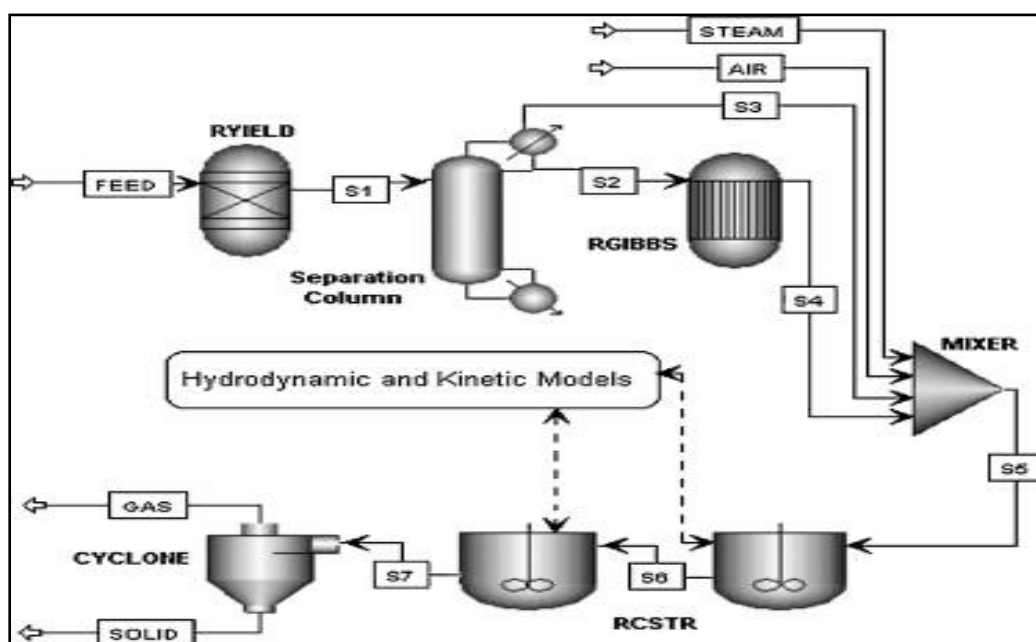 STEAM
AIR
S3
RYIELD
FEED
S1
S2
RGIBBS
Separation
Column
S4
MIXER
Hydrodynamic and Kinetic Models
S5
GAS
CYCLONE
S7
S6
RCSTR
SOLID